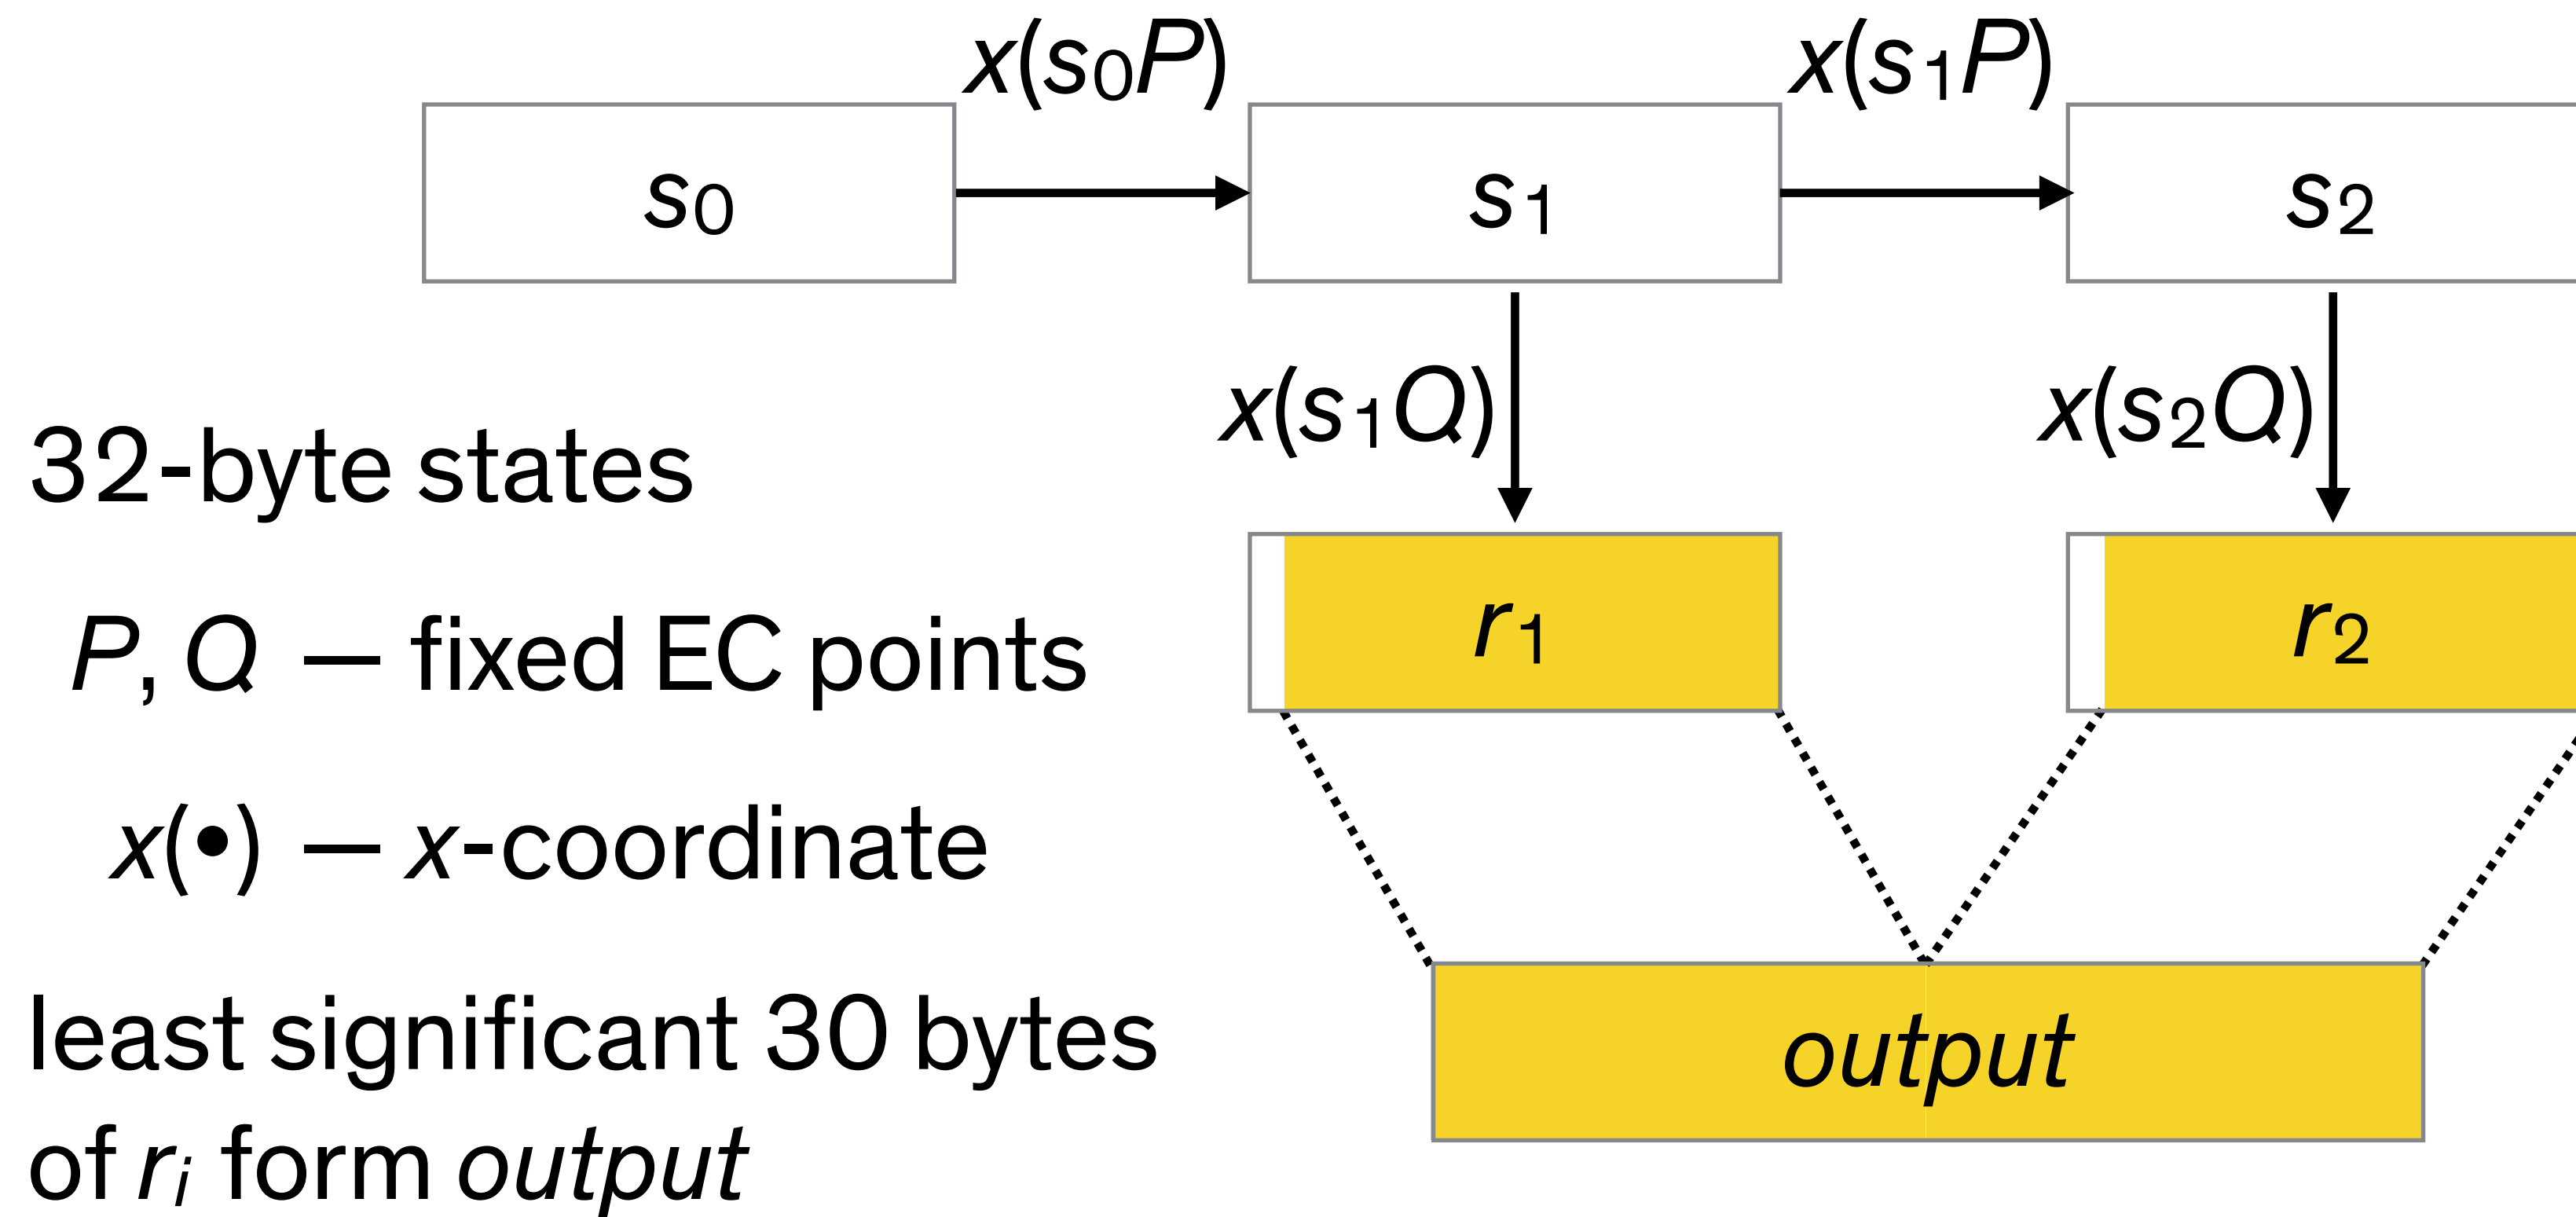 x(s₀P)
x(s₁P)
s₀
s₁
s₂
x(s₁Q)
x(s₂Q)
32-byte states
P, Q — fixed EC points
r₁
r₂
x(•) — x-coordinate
least significant 30 bytes
of rᵢ form output
output